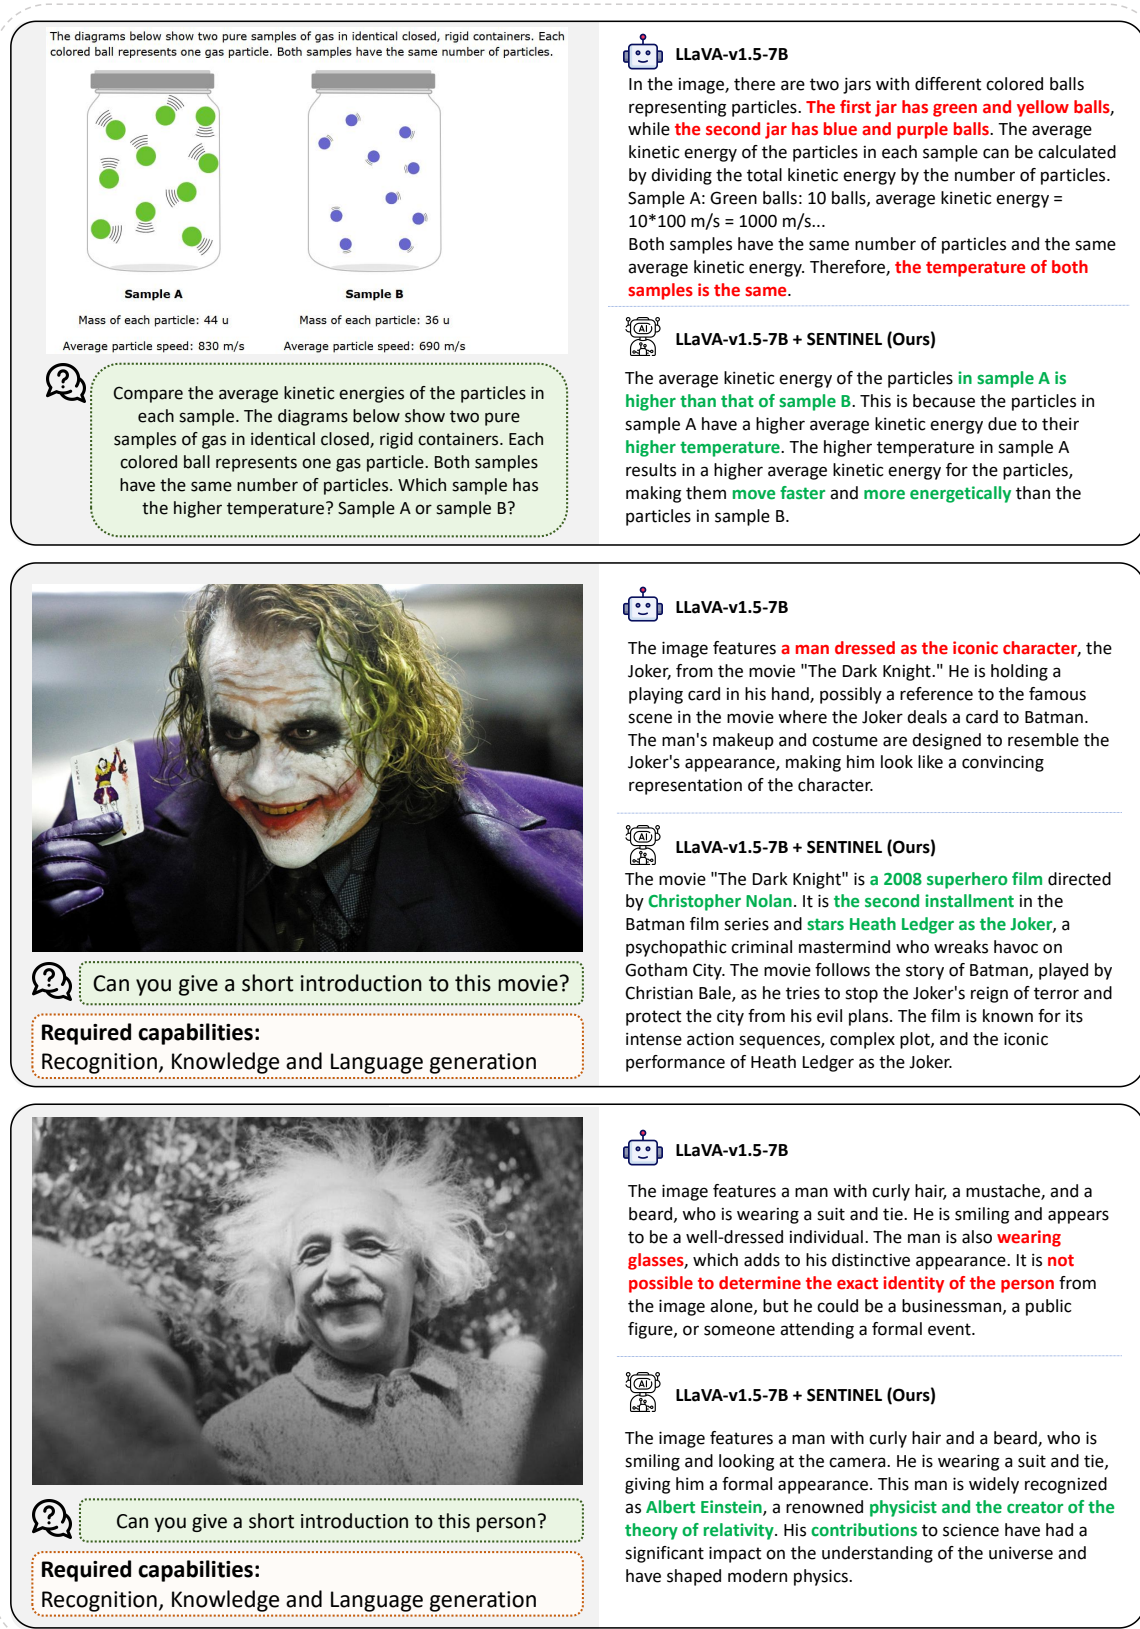 The diagrams below show two pure samples of gas in identical closed, rigid containers. Each
colored ball represents one gas particle. Both samples have the same number of particles.
Sample A
Sample B
Mass of each particle: 44 u
Mass of each particle: 36 u
Average particle speed: 830 m/s
Average particle speed: 690 m/s
Compare the average kinetic energies of the particles in
each sample. The diagrams below show two pure
samples of gas in identical closed, rigid containers. Each
colored ball represents one gas particle. Both samples
have the same number of particles. Which sample has
the higher temperature? Sample A or sample B?
LLaVA-v1.5-7B
In the image, there are two jars with different colored balls
representing particles. The first jar has green and yellow balls,
while the second jar has blue and purple balls. The average
kinetic energy of the particles in each sample can be calculated
by dividing the total kinetic energy by the number of particles.
Sample A: Green balls: 10 balls, average kinetic energy =
10*100 m/s = 1000 m/s...
Both samples have the same number of particles and the same
average kinetic energy. Therefore, the temperature of both
samples is the same.
AI
LLaVA-v1.5-7B + SENTINEL (Ours)
The average kinetic energy of the particles in sample A is
higher than that of sample B. This is because the particles in
sample A have a higher average kinetic energy due to their
higher temperature. The higher temperature in sample A
results in a higher average kinetic energy for the particles,
making them move faster and more energetically than the
particles in sample B.
JOKER
Can you give a short introduction to this movie?
Required capabilities:
Recognition, Knowledge and Language generation
LLaVA-v1.5-7B
The image features a man dressed as the iconic character, the
Joker, from the movie "The Dark Knight." He is holding a
playing card in his hand, possibly a reference to the famous
scene in the movie where the Joker deals a card to Batman.
The man's makeup and costume are designed to resemble the
Joker's appearance, making him look like a convincing
representation of the character.
AI
LLaVA-v1.5-7B + SENTINEL (Ours)
The movie "The Dark Knight" is a 2008 superhero film directed
by Christopher Nolan. It is the second installment in the
Batman film series and stars Heath Ledger as the Joker, a
psychopathic criminal mastermind who wreaks havoc on
Gotham City. The movie follows the story of Batman, played by
Christian Bale, as he tries to stop the Joker's reign of terror and
protect the city from his evil plans. The film is known for its
intense action sequences, complex plot, and the iconic
performance of Heath Ledger as the Joker.
Can you give a short introduction to this person?
Required capabilities:
Recognition, Knowledge and Language generation
LLaVA-v1.5-7B
The image features a man with curly hair, a mustache, and a
beard, who is wearing a suit and tie. He is smiling and appears
to be a well-dressed individual. The man is also wearing
glasses, which adds to his distinctive appearance. It is not
possible to determine the exact identity of the person from
the image alone, but he could be a businessman, a public
figure, or someone attending a formal event.
AI
LLaVA-v1.5-7B + SENTINEL (Ours)
The image features a man with curly hair and a beard, who is
smiling and looking at the camera. He is wearing a suit and tie,
giving him a formal appearance. This man is widely recognized
as Albert Einstein, a renowned physicist and the creator of the
theory of relativity. His contributions to science have had a
significant impact on the understanding of the universe and
have shaped modern physics.